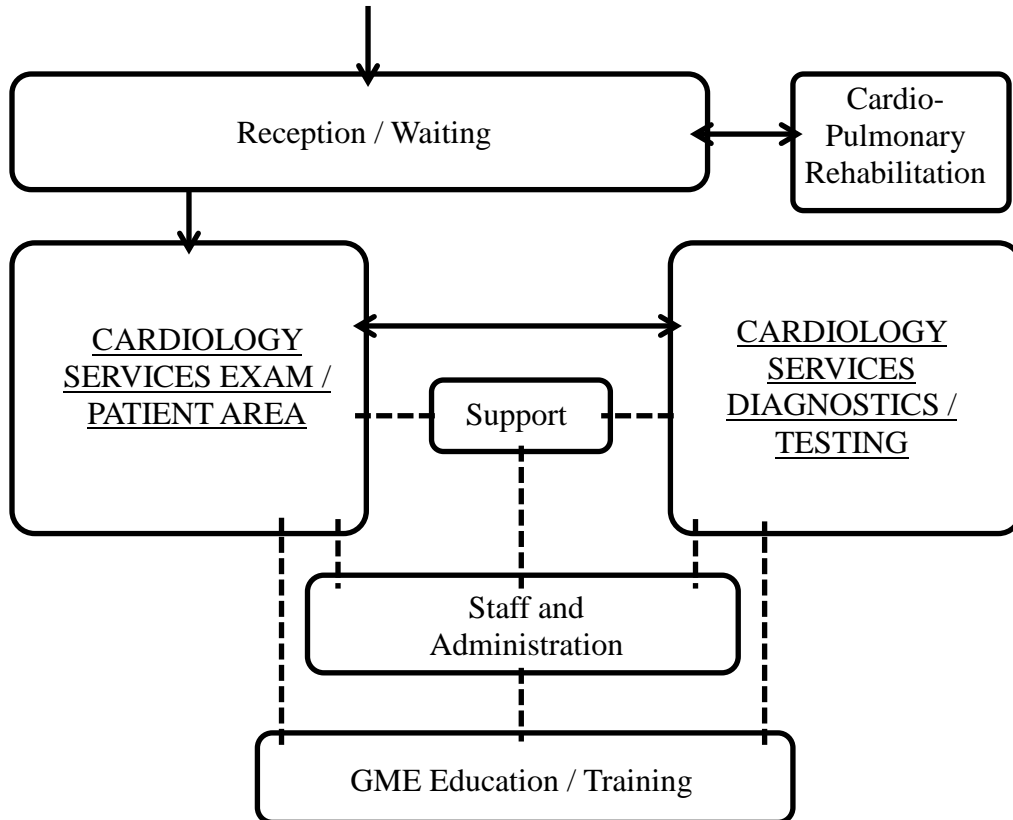 Reception / Waiting
Cardio-
Pulmonary
Rehabilitation
CARDIOLOGY
SERVICES EXAM /
PATIENT AREA
Support
CARDIOLOGY
SERVICES
DIAGNOSTICS /
TESTING
Staff and
Administration
GME Education / Training